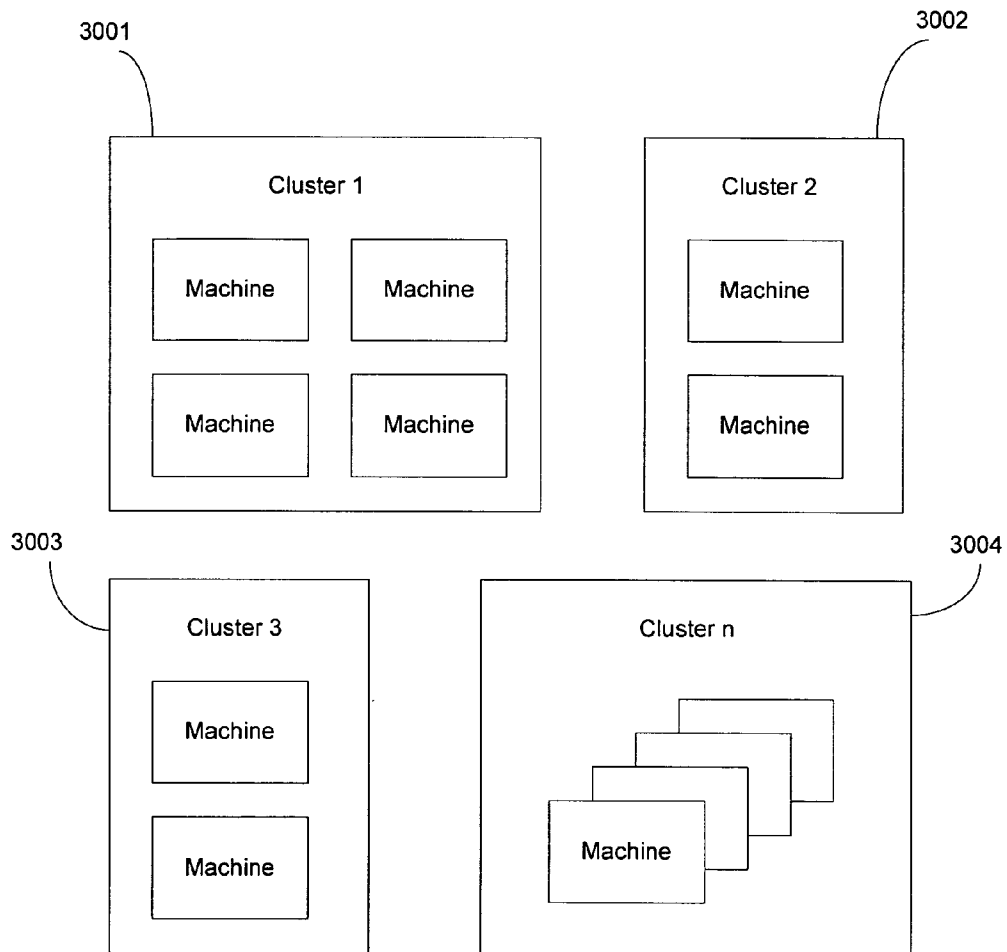 3001
3002
Cluster 1
Cluster 2
Machine
Machine
Machine
Machine
Machine
Machine
3003
3004
Cluster 3
Cluster n
Machine
Machine
Machine